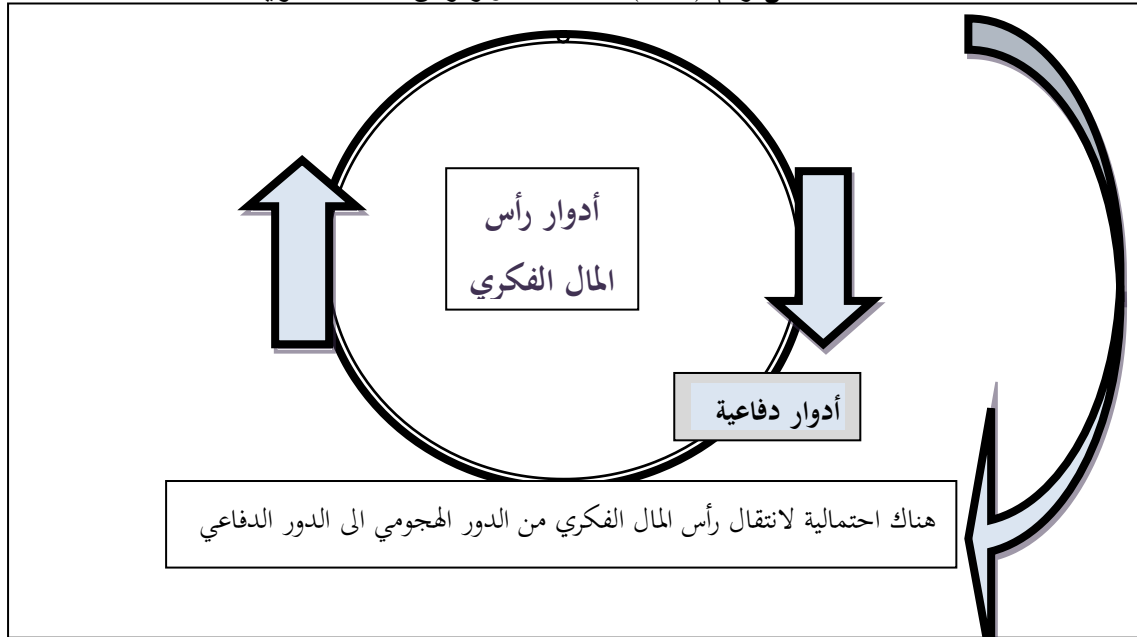 أدوار رأس
المال الفكري
أدوار دفاعية
هناك احتمالية لانتقال رأس المال الفكري من الدور الهجومي الى الدور الدفاعي